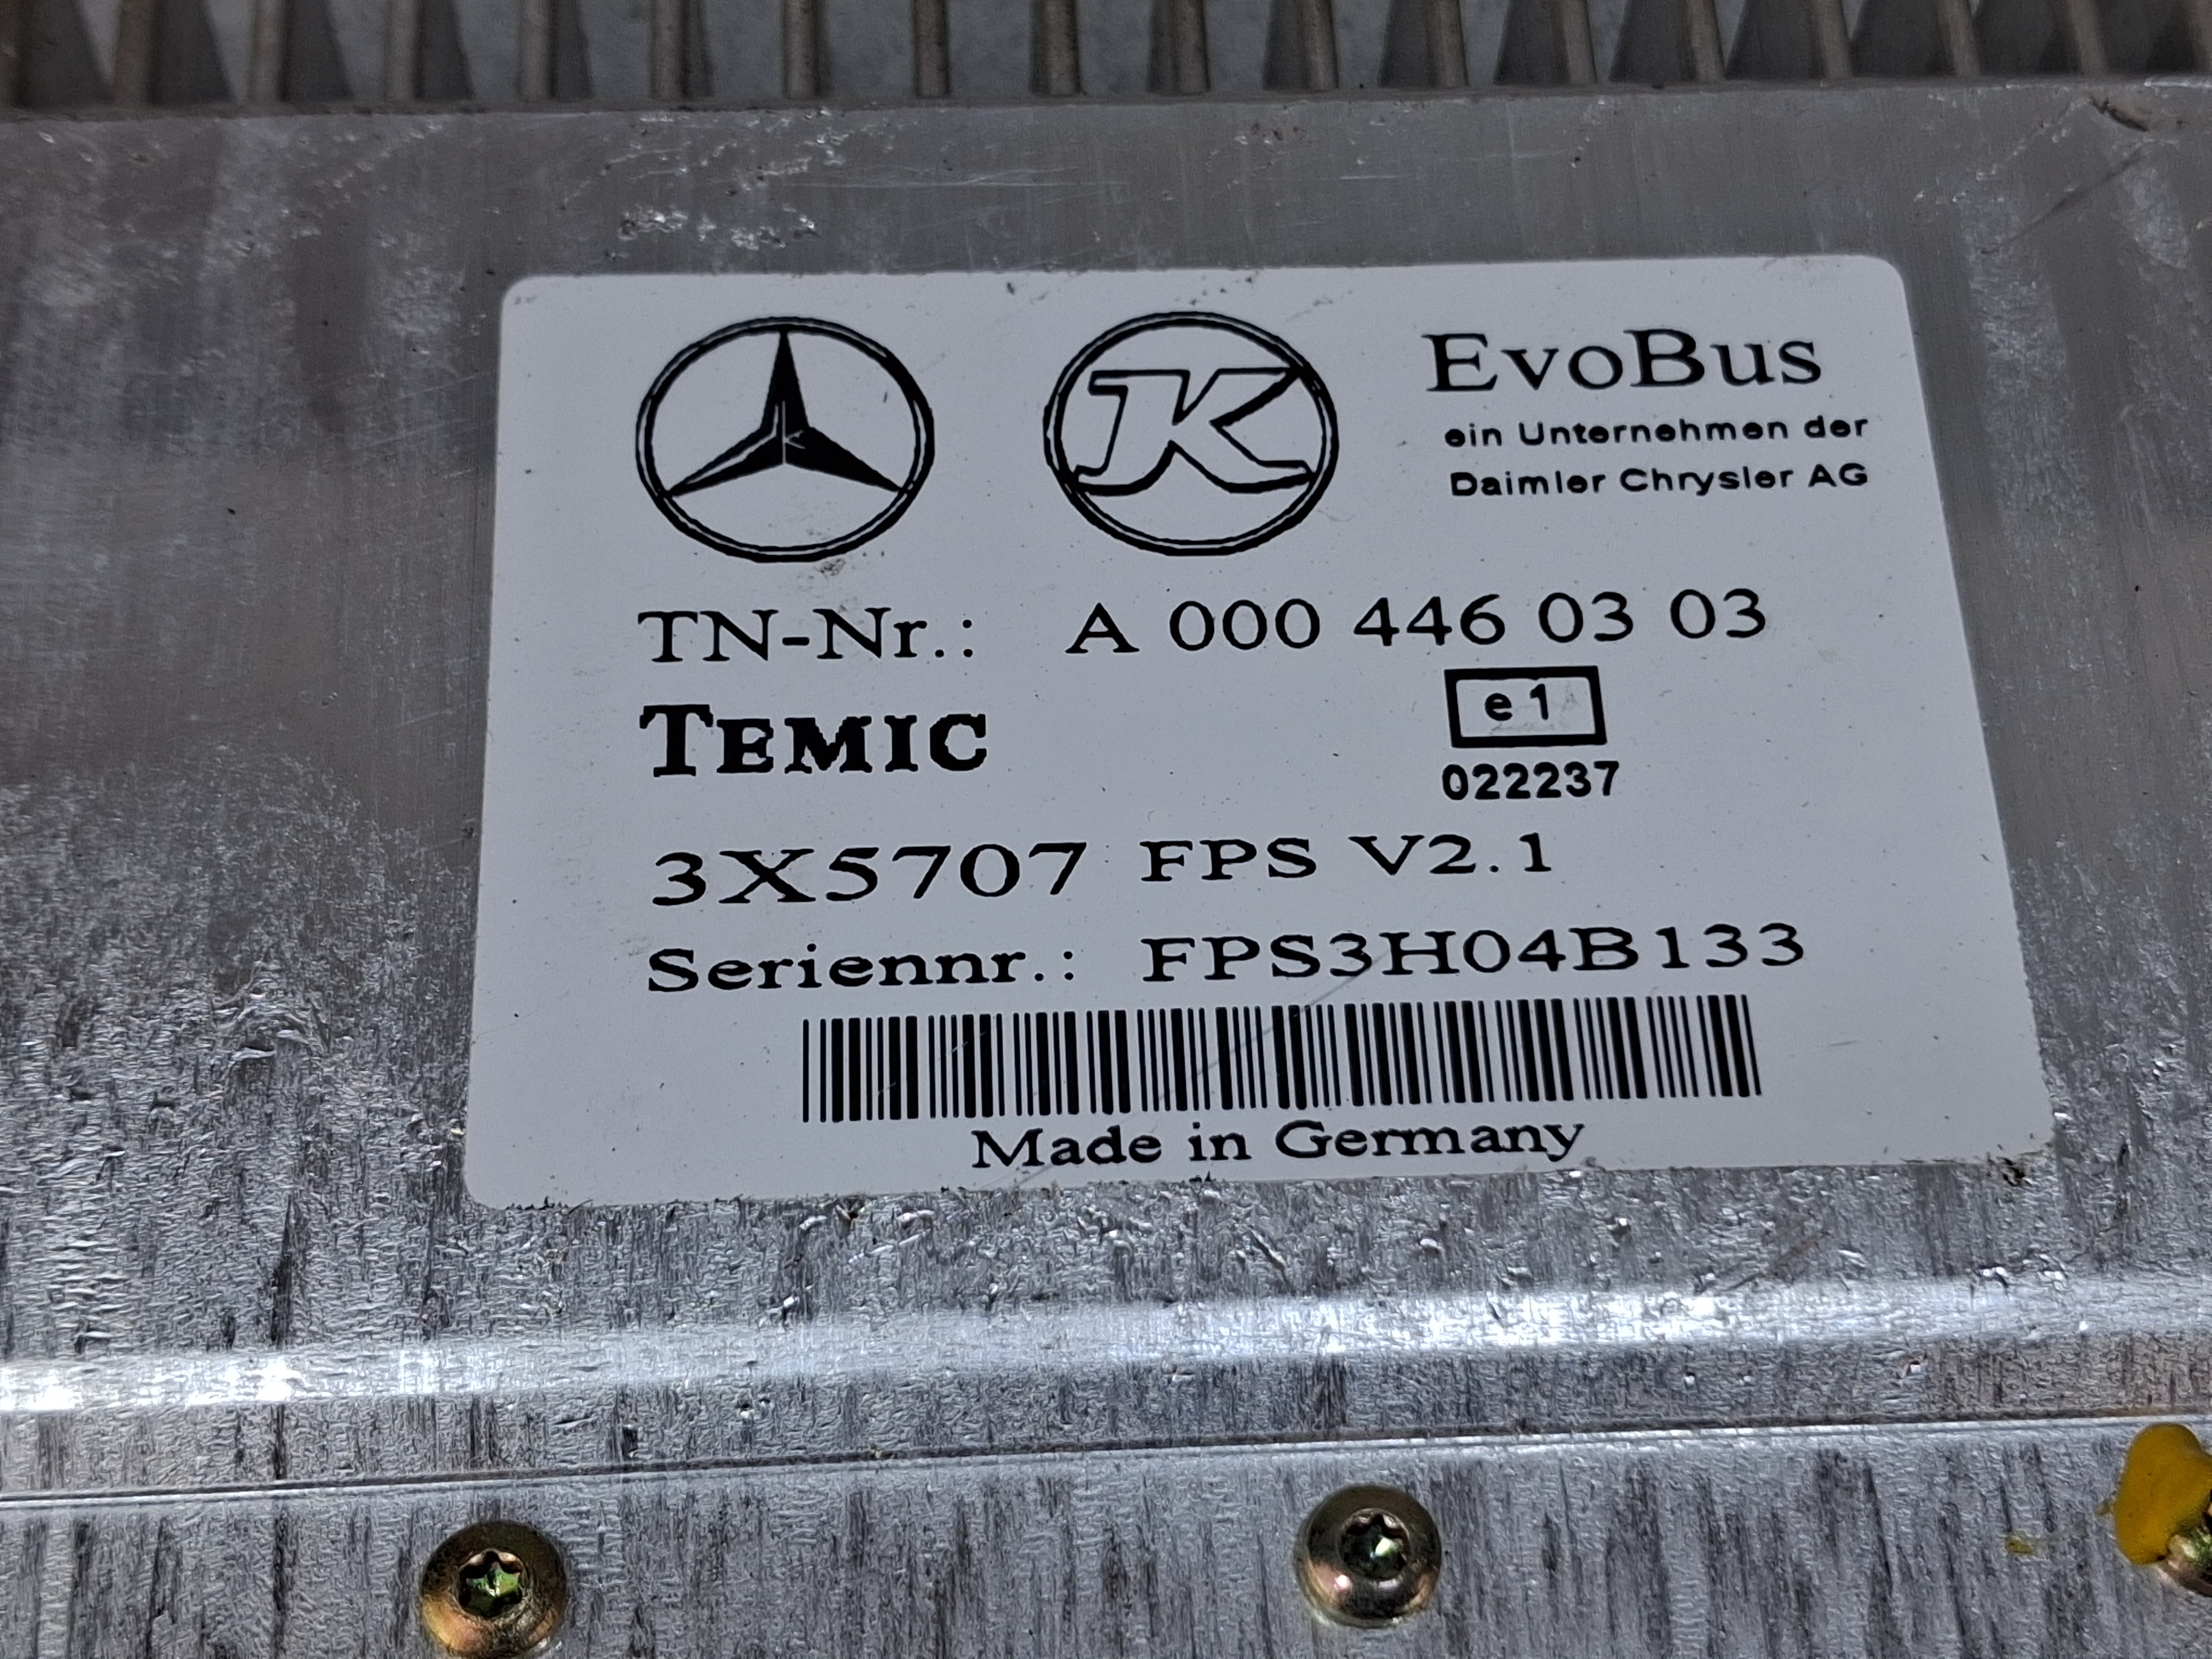 K
EvoBus
ein Unternehmen der
Daimler Chrysler AG
TN-Nr.: A 000 446 03 03
TEMIC
e1
022237
3X5707 FPS V2.1
Seriennr.: FPS3H04B133
Made in Germany